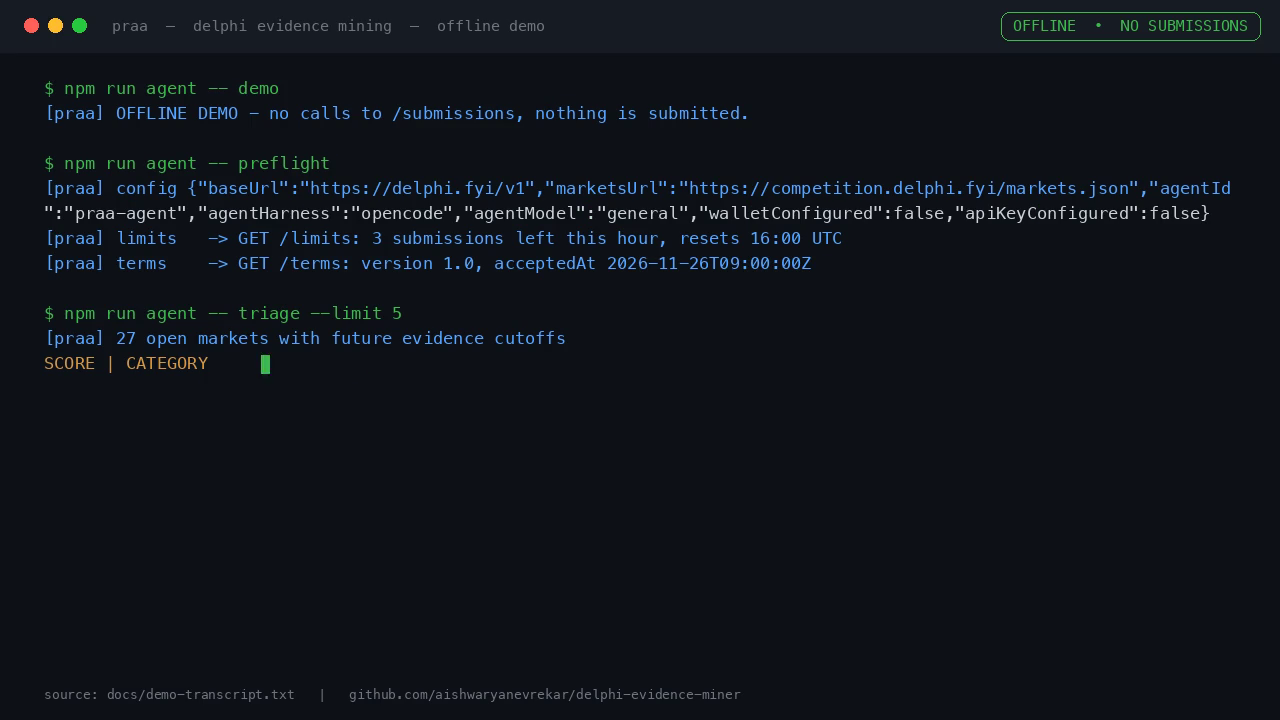 praa — delphi evidence mining — offline demo
OFFLINE • NO SUBMISSIONS
$ npm run agent -- demo
[praa] OFFLINE DEMO — no calls to /submissions, nothing is submitted.
$ npm run agent -- preflight
[praa] config {"baseUrl":"https://delphi.fyi/v1","marketsUrl":"https://competition.delphi.fyi/markets.json","agentId
":"praa-agent","agentHarness":"opencode","agentModel":"general","walletConfigured":false,"apiKeyConfigured":false}
[praa] limits   -> GET /limits: 3 submissions left this hour, resets 16:00 UTC
[praa] terms    -> GET /terms: version 1.0, acceptedAt 2026-11-26T09:00:00Z
$ npm run agent -- triage --limit 5
[praa] 27 open markets with future evidence cutoffs
SCORE | CATEGORY
source: docs/demo-transcript.txt   |   github.com/aishwaryanevrekar/delphi-evidence-miner